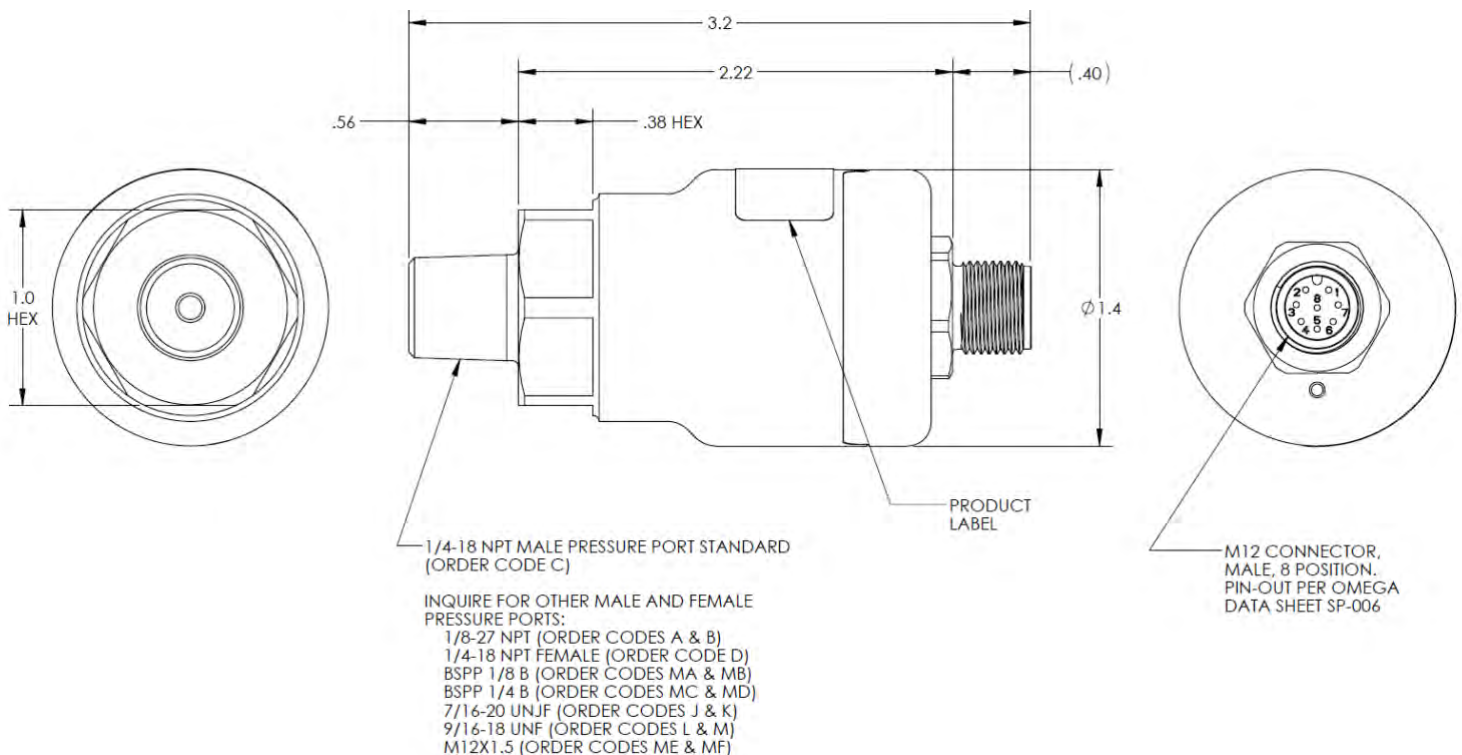 3.2
2.22
(.40)
.56
.38 HEX
1.0
HEX
Ø1.4
PRODUCT
LABEL
2 1
8
3 7
5
4 6
1/4-18 NPT MALE PRESSURE PORT STANDARD
(ORDER CODE C)
INQUIRE FOR OTHER MALE AND FEMALE
PRESSURE PORTS:
1/8-27 NPT (ORDER CODES A & B)
1/4-18 NPT FEMALE (ORDER CODE D)
BSPP 1/8 B (ORDER CODES MA & MB)
BSPP 1/4 B (ORDER CODES MC & MD)
7/16-20 UNJF (ORDER CODES J & K)
9/16-18 UNF (ORDER CODES L & M)
M12X1.5 (ORDER CODES ME & MF)
M12 CONNECTOR,
MALE, 8 POSITION.
PIN-OUT PER OMEGA
DATA SHEET SP-006